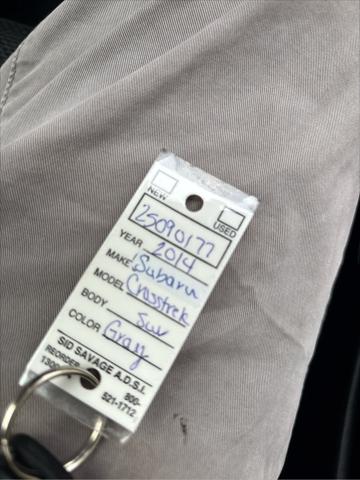 NEW USED
25090177
YEAR 2014
MAKE Subaru
MODEL Crosstrek
BODY Suv
COLOR Gray
SID SAVAGE A.D.S.I.
REORDER 800-
521-1712